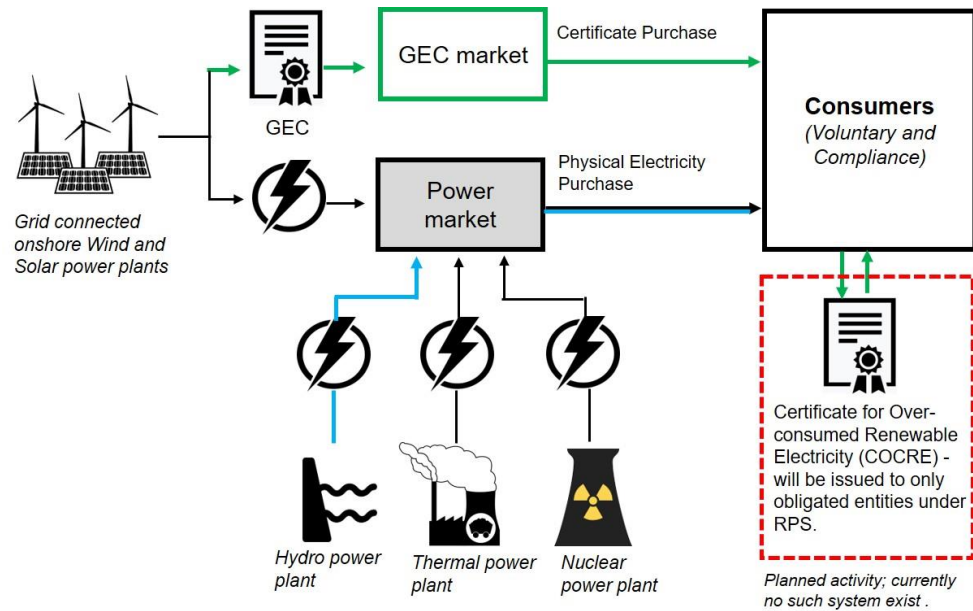 GEC
GEC market
Certificate Purchase
Consumers
(Voluntary and
Compliance)
Grid connected
onshore Wind and
Solar power plants
Power
market
Physical Electricity
Purchase
Hydro power
plant
Thermal power
plant
Nuclear
power plant
Certificate for Over-
consumed Renewable
Electricity (COCRE) -
will be issued to only
obligated entities under
RPS.
Planned activity; currently
no such system exist .